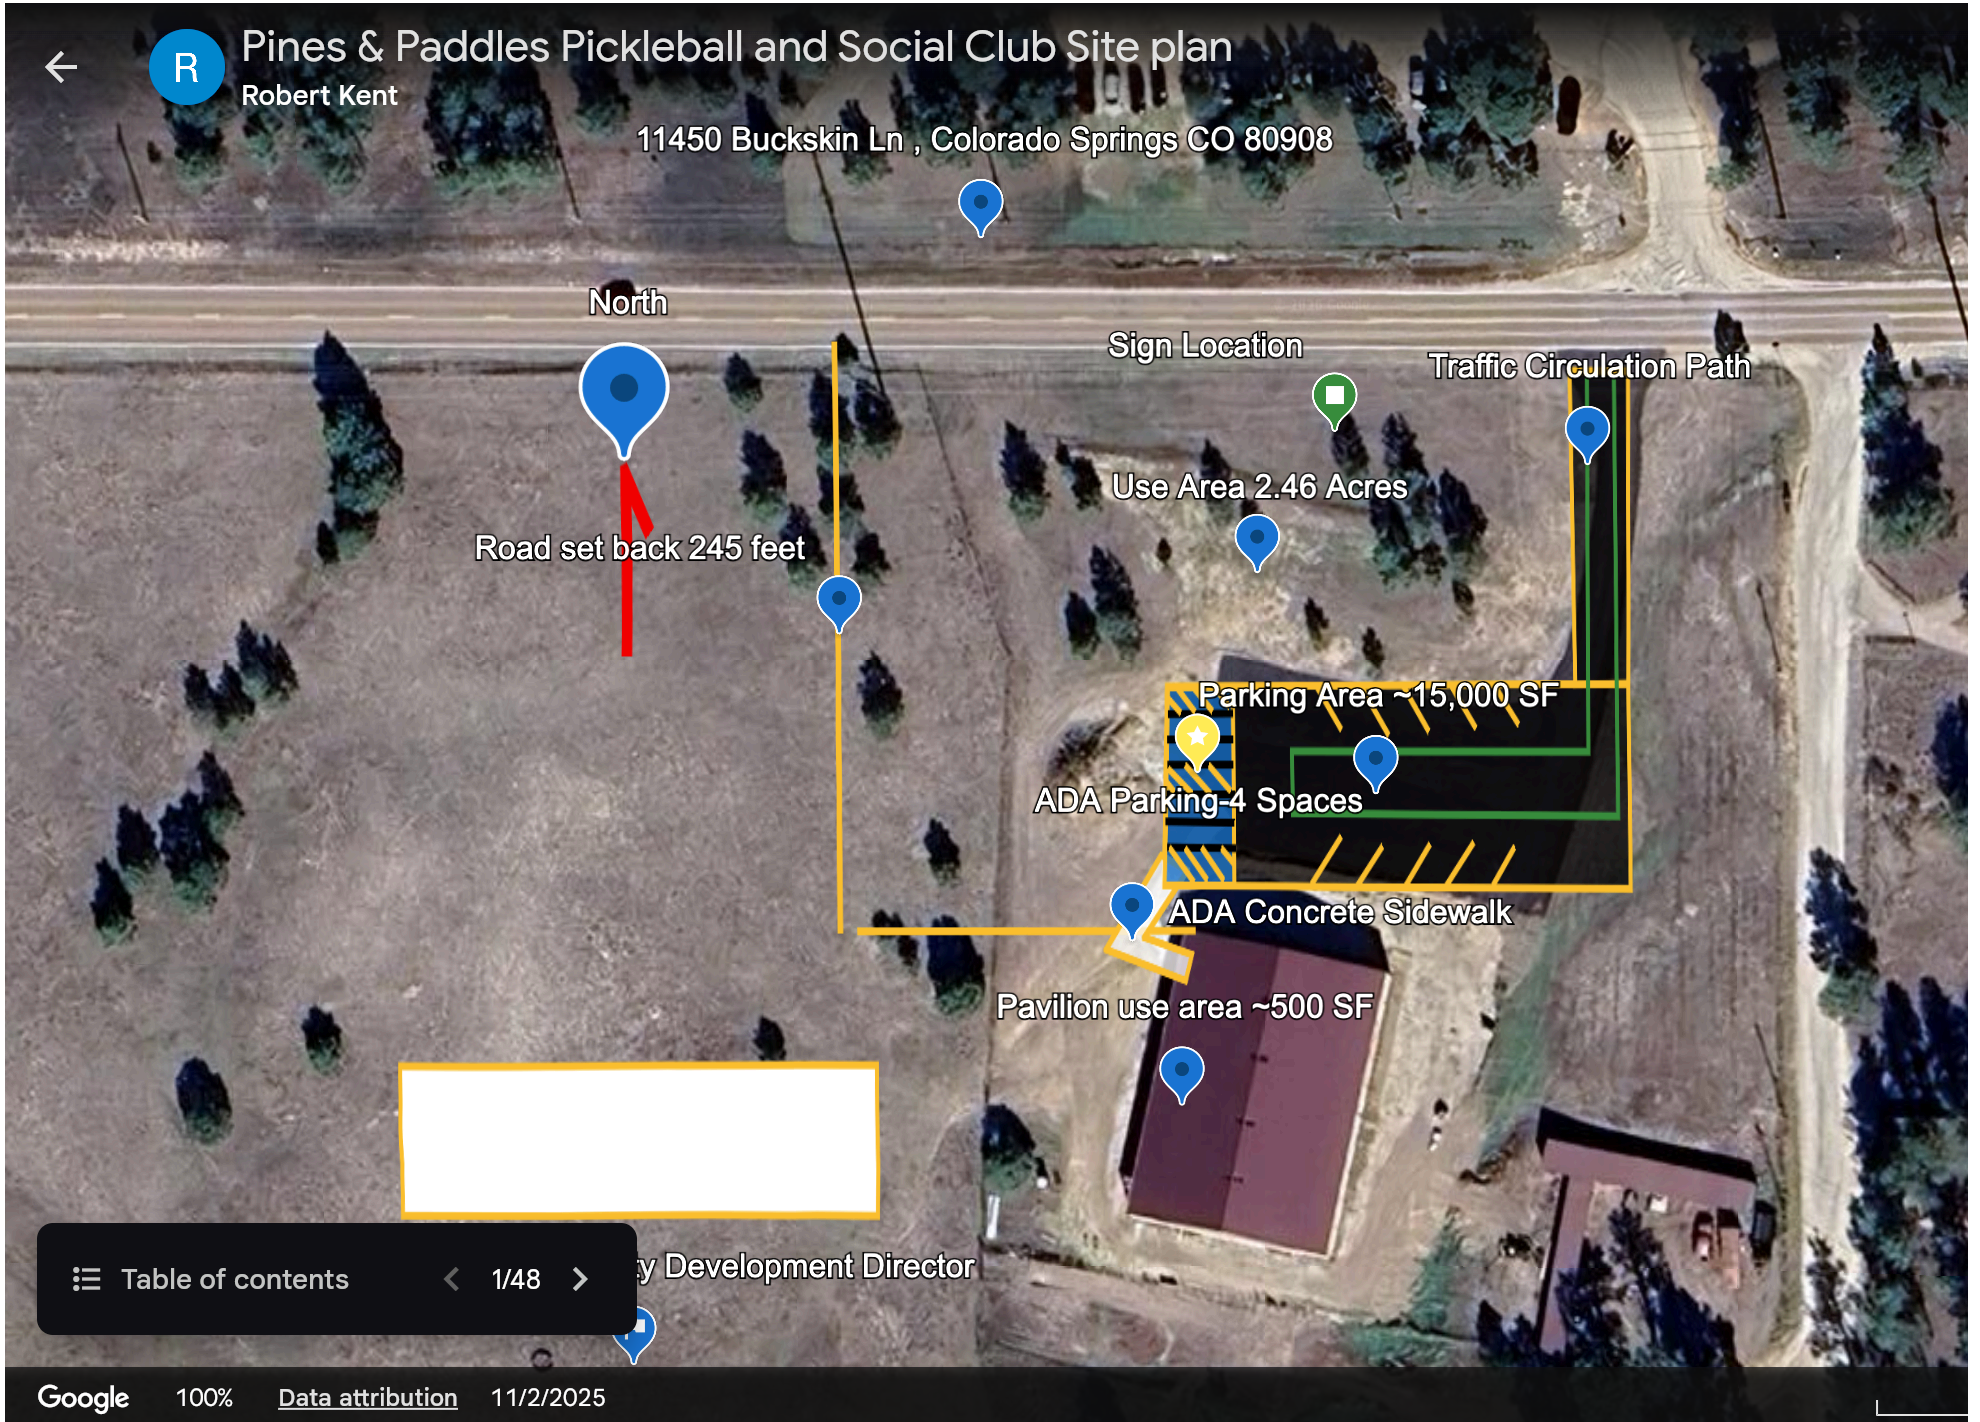 Pines & Paddles Pickleball and Social Club Site plan
R
Robert Kent
11450 Buckskin Ln , Colorado Springs CO 80908
North
Sign Location
Traffic Circulation Path
Use Area 2.46 Acres
Road set back 245 feet
Parking Area ~15,000 SF
ADA Parking-4 Spaces
ADA Concrete Sidewalk
Pavilion use area ~500 SF
ty Development Director
Table of contents
1/48
Google
100%
Data attribution
11/2/2025